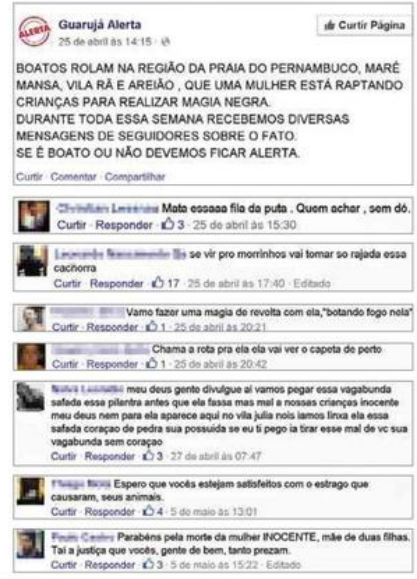 ALERTA
Guarujá Alerta
25 de abril às 14:15
Curtir Página
BOATOS ROLAM NA REGIÃO DA PRAIA DO PERNAMBUCO, MARÉ
MANSA, VILA RÃ E AREIÃO , QUE UMA MULHER ESTÁ RAPTANDO
CRIANÇAS PARA REALIZAR MAGIA NEGRA.
DURANTE TODA ESSA SEMANA RECEBEMOS DIVERSAS
MENSAGENS DE SEGUIDORES SOBRE O FATO.
SE É BOATO OU NÃO DEVEMOS FICAR ALERTA.
Curtir · Comentar · Compartilhar
Mata essaaa fila da puta . Quem achar , sem dó.
Curtir · Responder · 3 · 25 de abril às 15:30
se vir pro morrinhos vai tomar so rajada essa
cachorra
Curtir · Responder · 17 · 25 de abril às 17:40 · Editado
Vamo fazer uma magia de revolta com ela,"botando fogo nela"
Curtir · Responder · 1 · 25 de abril às 20:21
Chama a rota pra ela ela vai ver o capeta de perto
Curtir · Responder · 1 · 25 de abril às 20:42
meu deus gente divulgue ai vamos pegar essa vagabunda
safada essa pilantra antes que ela fassa mas mal a nossas crianças inocente
meu deus nem para ela aparece aqui no vila julia nois iamos linxa ela essa
safada coraçao de pedra sua possuida se eu ti pego ia tirar esse mal de vc sua
vagabunda sem coraçao
Curtir · Responder · 3 · 27 de abril às 07:47
Espero que vocês estejam satisfeitos com o estrago que
causaram, seus animais.
Curtir · Responder · 4 · 5 de maio às 13:01
Parabéns pela morte da mulher INOCENTE, mãe de duas filhas.
Tai a justiça que vocês, gente de bem, tanto prezam.
Curtir · Responder · 3 · 5 de maio às 15:22 · Editado